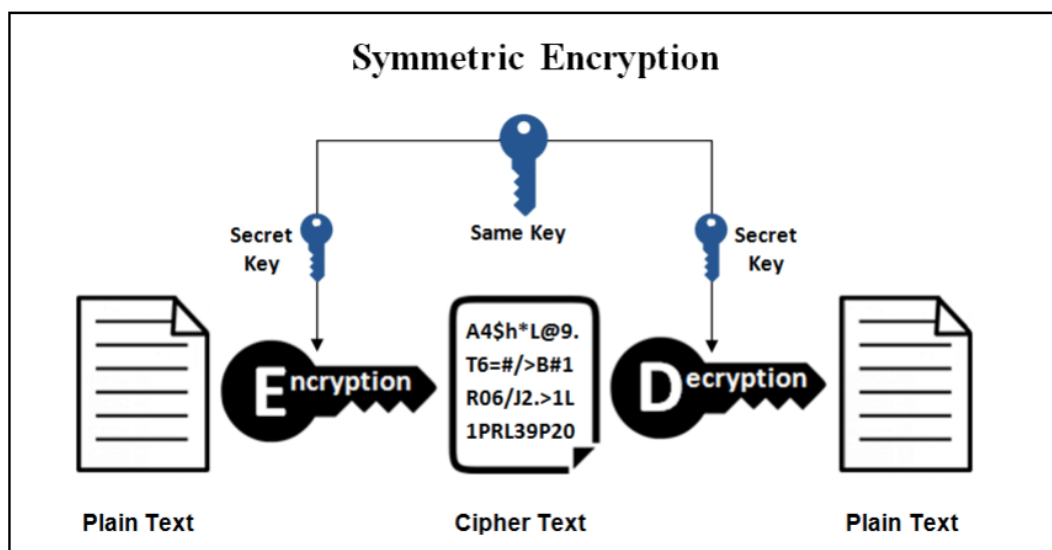 Symmetric Encryption
Same Key
Secret
Key
Secret
Key
Encryption
A4$h*L@9.
T6=#/>B#1
R06/J2.>1L
1PRL39P20
Decryption
Plain Text
Cipher Text
Plain Text